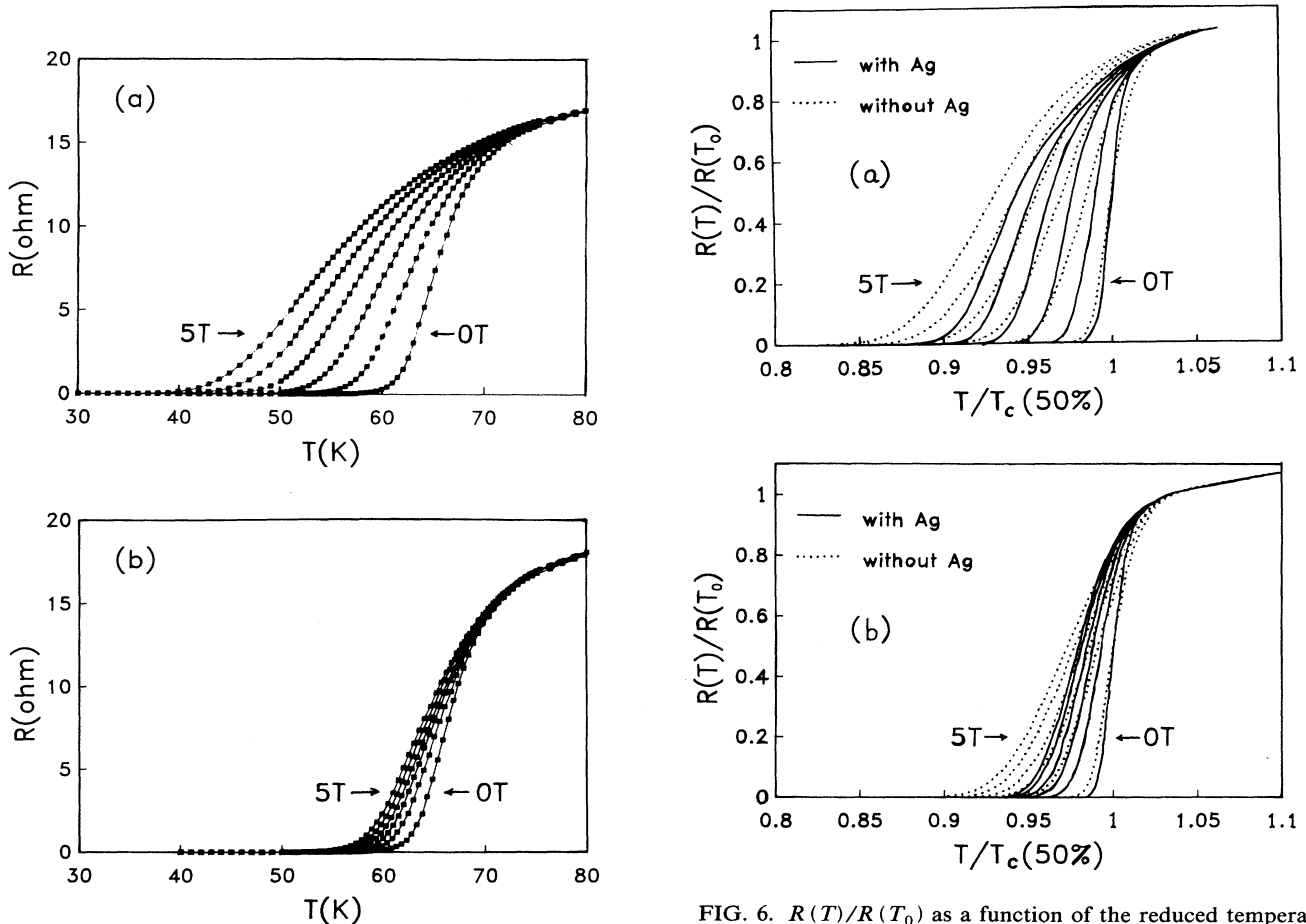 20
(a)
15
R(ohm)
10
5
5T
0T
0
30 40 50 60 70 80
T(K)
20
(b)
15
R(ohm)
10
5
5T
0T
0
30 40 50 60 70 80
T(K)
1
with Ag
without Ag
0.8
R(T)/R(T₀)
0.6
(a)
0.4
0.2
5T
0T
0
0.8 0.85 0.9 0.95 1 1.05 1.1
T/T_c (50%)
1
with Ag
without Ag
0.8
R(T)/R(T₀)
0.6
(b)
0.4
0.2
5T
0T
0
0.8 0.85 0.9 0.95 1 1.05 1.1
T/T_c (50%)
FIG. 6. R(T)/R(T₀) as a function of the reduced tempera